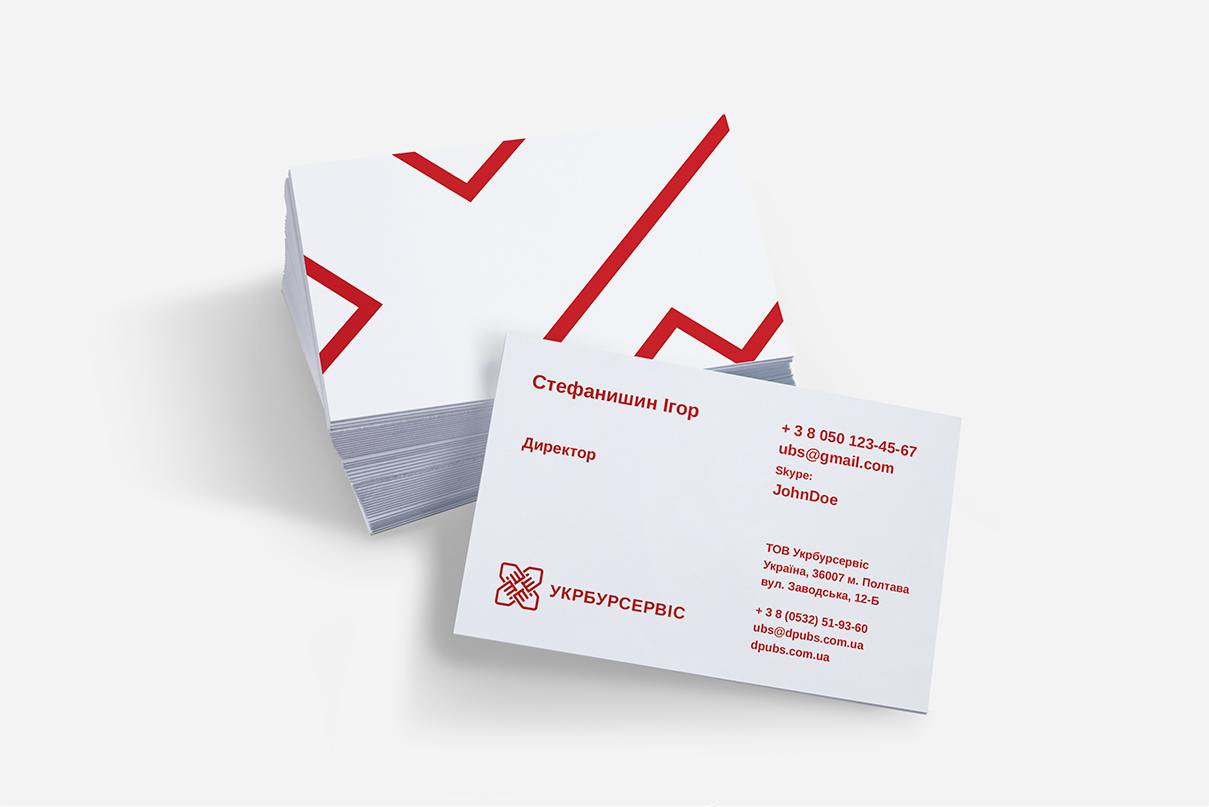 Стефанишин Ігор
Директор
+ 3 8 050 123-45-67
ubs@gmail.com
Skype:
JohnDoe
ТОВ Укрбурсервіс
Україна, 36007 м. Полтава
вул. Заводська, 12-Б
+ 3 8 (0532) 51-93-60
ubs@dpubs.com.ua
dpubs.com.ua
УКРБУРСЕРВІС